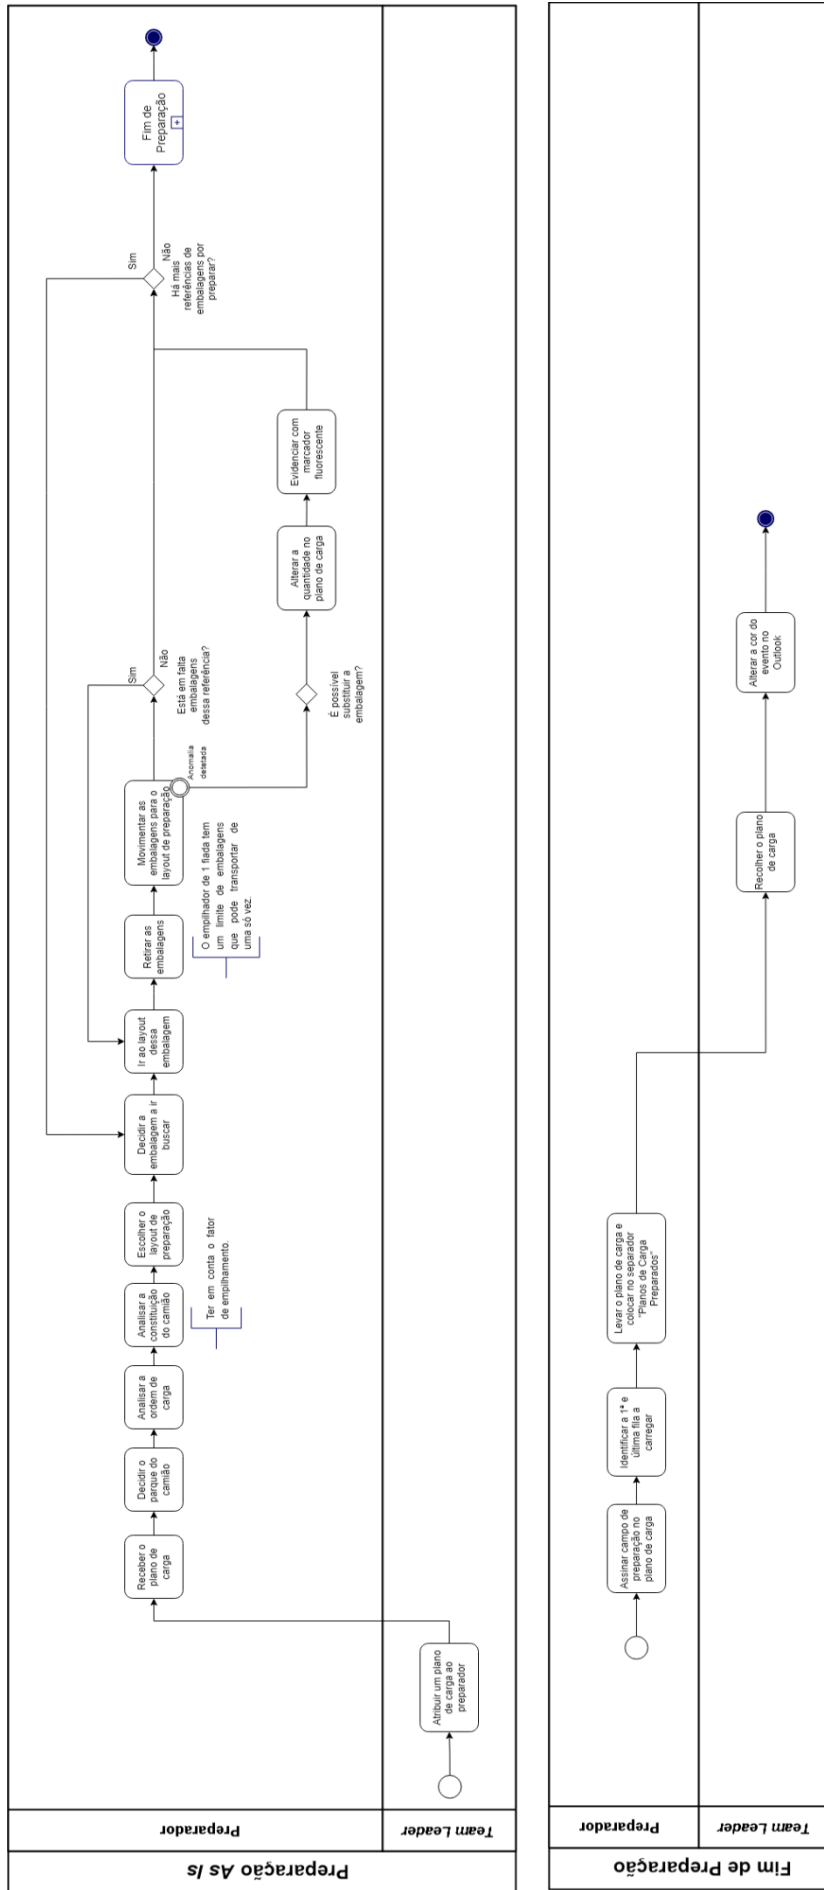 Preparação As Is
Preparador
Team Leader
Atribuir um plano
de carga ao
preparador
Receber o
plano de
carga
Decidir o
parque do
camião
Analisar a
ordem de
carga
Analisar a
constituição
do camião
Ter em conta o fator
de empilhamento.
Escolher o
layout de
preparação
Decidir a
embalagem a ir
buscar
Ir ao layout
dessa
embalagem
Retirar as
embalagens
O empilhador de 1 fiada tem
um limite de embalagens
que pode transportar de
uma só vez.
Movimentar as
embalagens para o
layout de preparação
Anomalia
detetada
Sim
Não
Está em falta
embalagens
dessa referência?
É possível
substituir a
embalagem?
Alterar a
quantidade no
plano de carga
Evidenciar com
marcador
fluorescente
Sim
Não
Há mais
referências de
embalagens por
preparar?
Fim de
Preparação
Fim de Preparação
Preparador
Team Leader
Assinar campo de
preparação no
plano de carga
Identificar a 1ª e
última fila a
carregar
Levar o plano de carga e
colocar no separador
"Planos de Carga
Preparados"
Recolher o plano
de carga
Alterar a cor do
evento no
Outlook